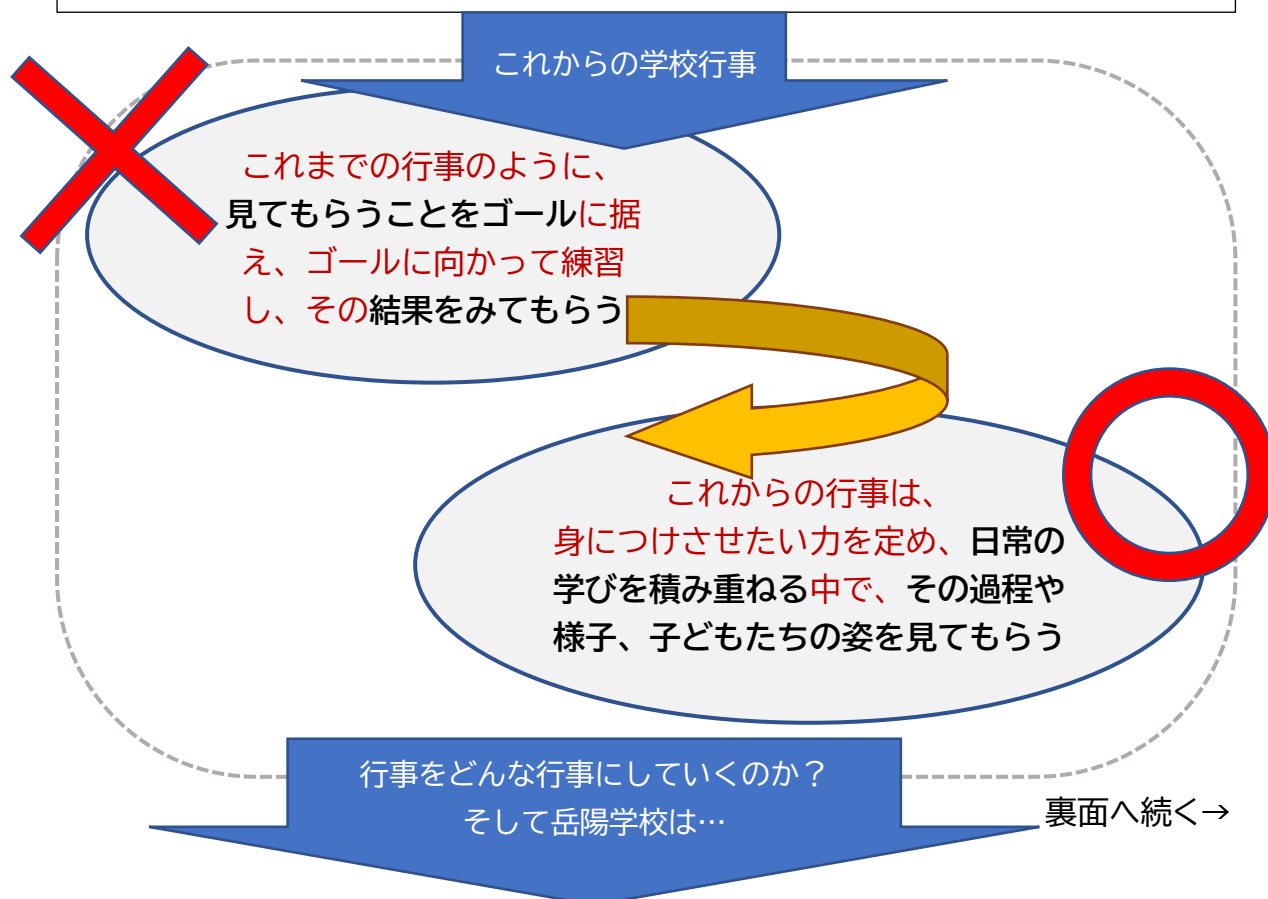 これからの学校行事
これまでの行事のように、
見てもらうことをゴールに据
え、ゴールに向かって練習
し、その結果をみてもらう
これからの行事は、
身につけさせたい力を定め、日常の
学びを積み重ねる中で、その過程や
様子、子どもたちの姿を見てもらう
行事をどんな行事にしていくのか？
そして岳陽学校は…
裏面へ続く→